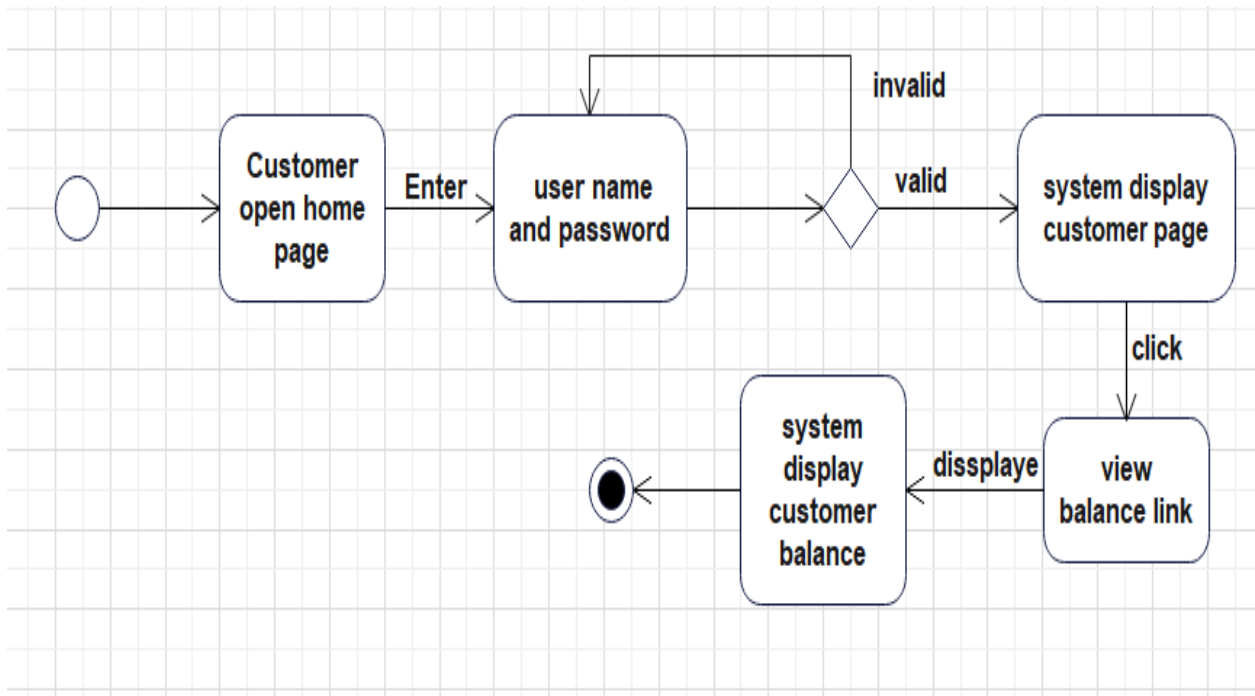 invalid
Customer
open home
page
Enter
user name
and password
valid
system display
customer page
click
system
display
customer
balance
dissplaye
view
balance link